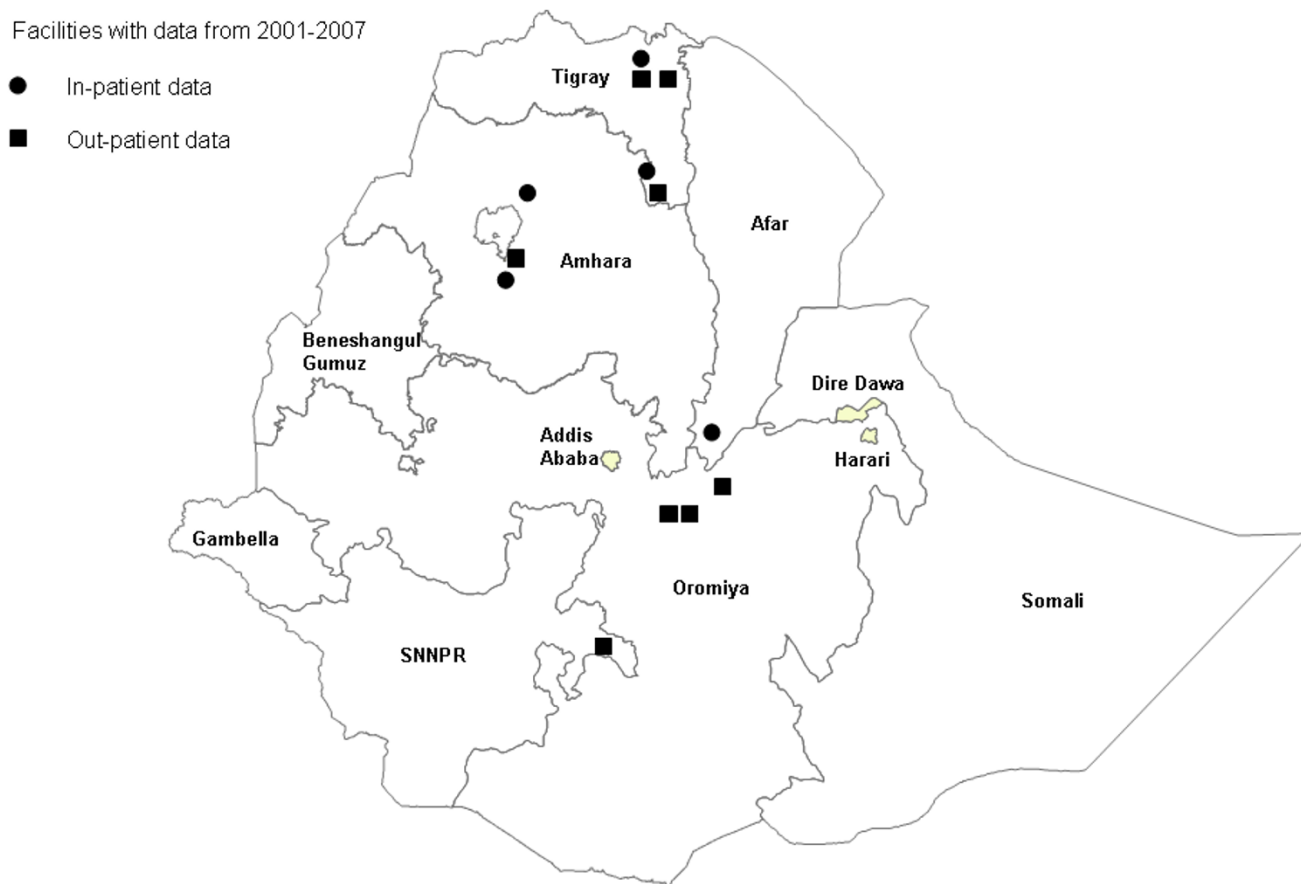 Facilities with data from 2001-2007
In-patient data
Out-patient data
Tigray
Afar
Amhara
Beneshangul
Gumuz
Dire Dawa
Addis
Ababa
Harari
Gambella
Oromiya
Somali
SNNPR